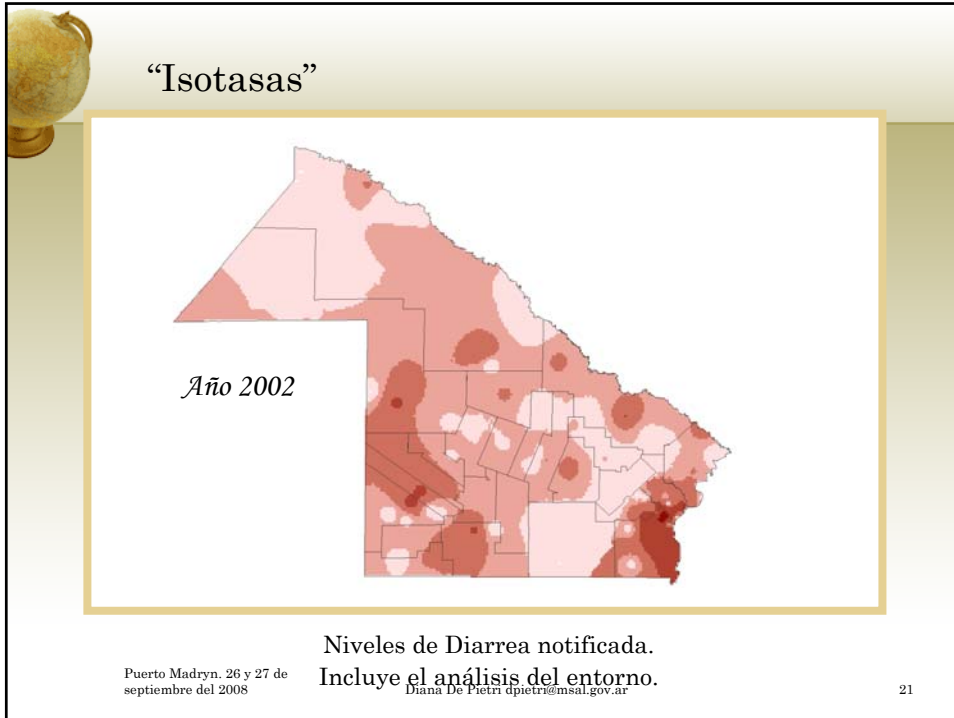 “Isotasas”
Año 2002
Niveles de Diarrea notificada.
Incluye el análisis del entorno.
Puerto Madryn. 26 y 27 de
septiembre del 2008
Diana De Pietri dpietri@msal.gov.ar
21